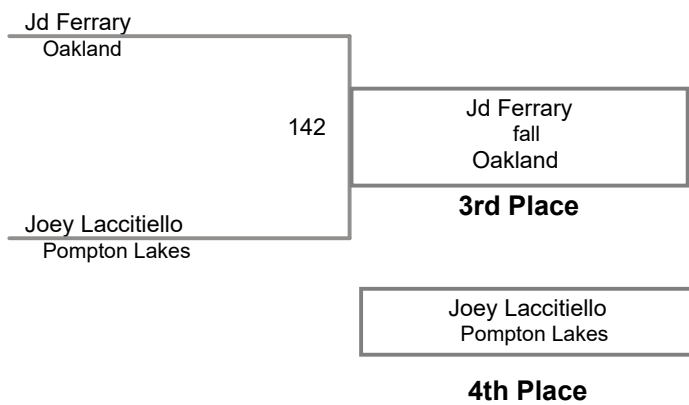 Jd Ferrary
Oakland
142
Jd Ferrary
fall
Oakland
3rd Place
Joey Laccitiello
Pompton Lakes
Joey Laccitiello
Pompton Lakes
4th Place